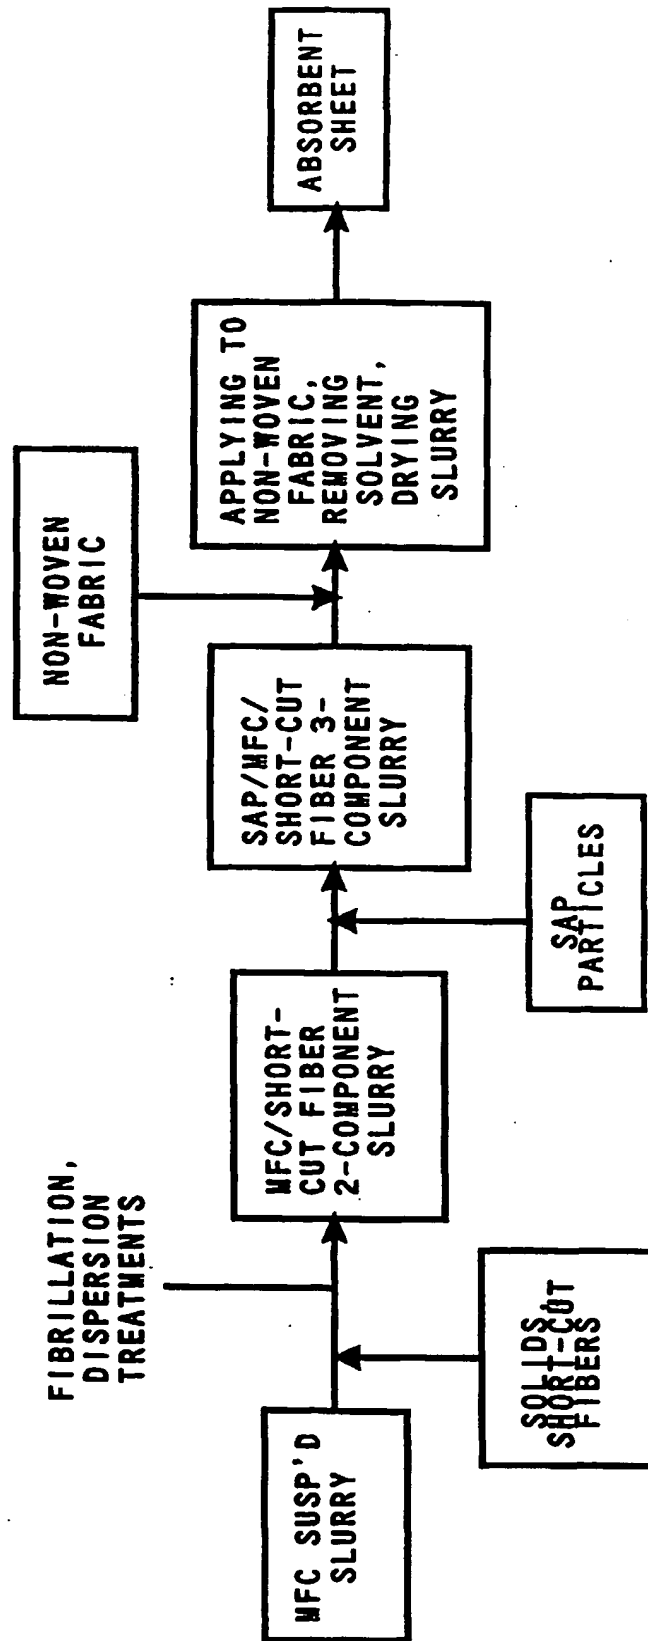 MFC SUSP'D
SLURRY
SOLIDS,
SHORT-CUT
FIBERS
FIBRILLATION,
DISPERSION
TREATMENTS
MFC/SHORT-
CUT FIBER
2-COMPONENT
SLURRY
SAP
PARTICLES
SAP/MFC/
SHORT-CUT
FIBER 3-
COMPONENT
SLURRY
NON-WOVEN
FABRIC
APPLYING TO
NON-WOVEN
FABRIC,
REMOVING
SOLVENT,
DRYING
SLURRY
ABSORBENT
SHEET